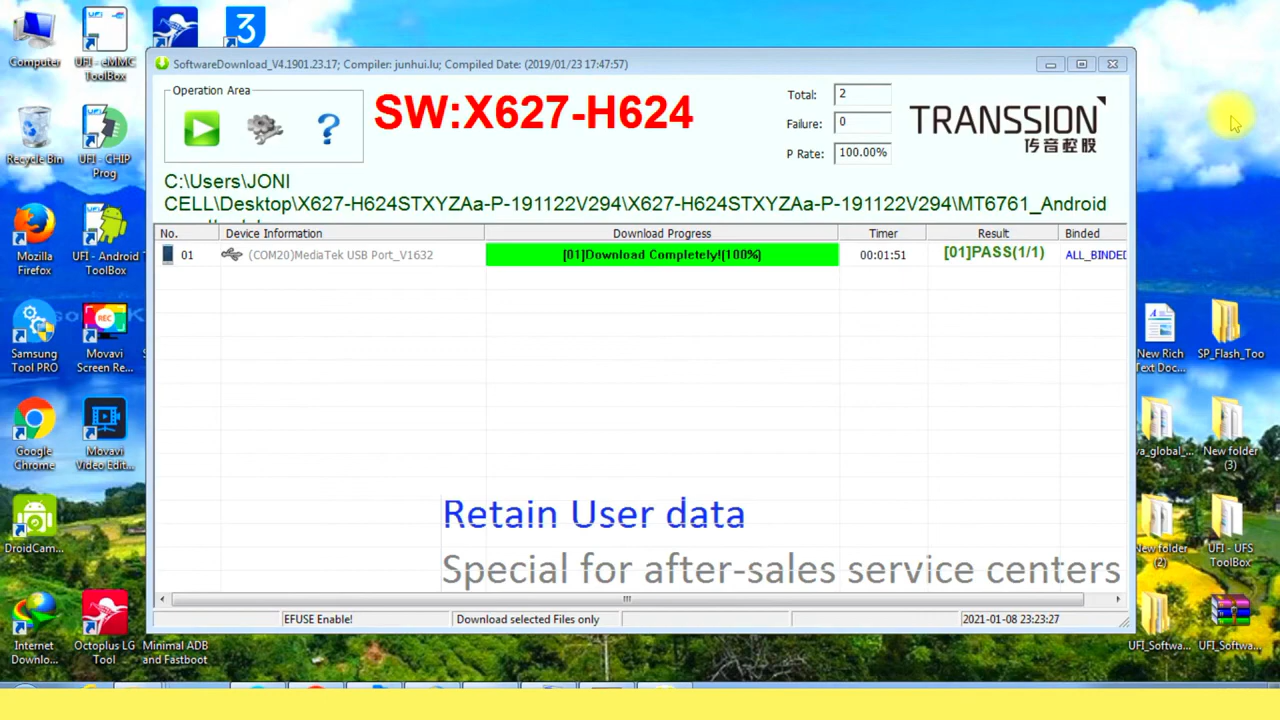 Computer
UFI - eMMC
ToolBox
3
SoftwareDownload_V4.1901.23.17; Compiler: junhui.lu; Compiled Date: (2019/01/23 17:47:57)
Operation Area
?
SW:X627-H624
Total: 2
Failure: 0
P Rate: 100.00%
TRANSSION
传音控股
C:\Users\JONI
CELL\Desktop\X627-H624STXYZAa-P-191122V294\X627-H624STXYZAa-P-191122V294\MT6761_Android
No. Device Information Download Progress Timer Result Binded
01 (COM20)MediaTek USB Port_V1632 [01]Download Completely!(100%) 00:01:51 [01]PASS(1/1) ALL_BINDED
Retain User data
Special for after-sales service centers
EFUSE Enable! Download selected Files only 2021-01-08 23:23:27
Recycle Bin
UFI - CHIP
Prog
Mozilla
Firefox
UFI - Android
ToolBox
Samsung
Tool PRO
REC
Movavi
Screen Re...
Google
Chrome
Movavi
Video Edit...
DroidCam...
Internet
Downlo...
Octoplus LG
Tool
Minimal ADB
and Fastboot
New Rich
Text Doc...
SP_Flash_Too
va_global_...
New folder
(3)
New folder
(2)
UFI - UFS
ToolBox
UFI_Softwa...
UFI_Softwa...